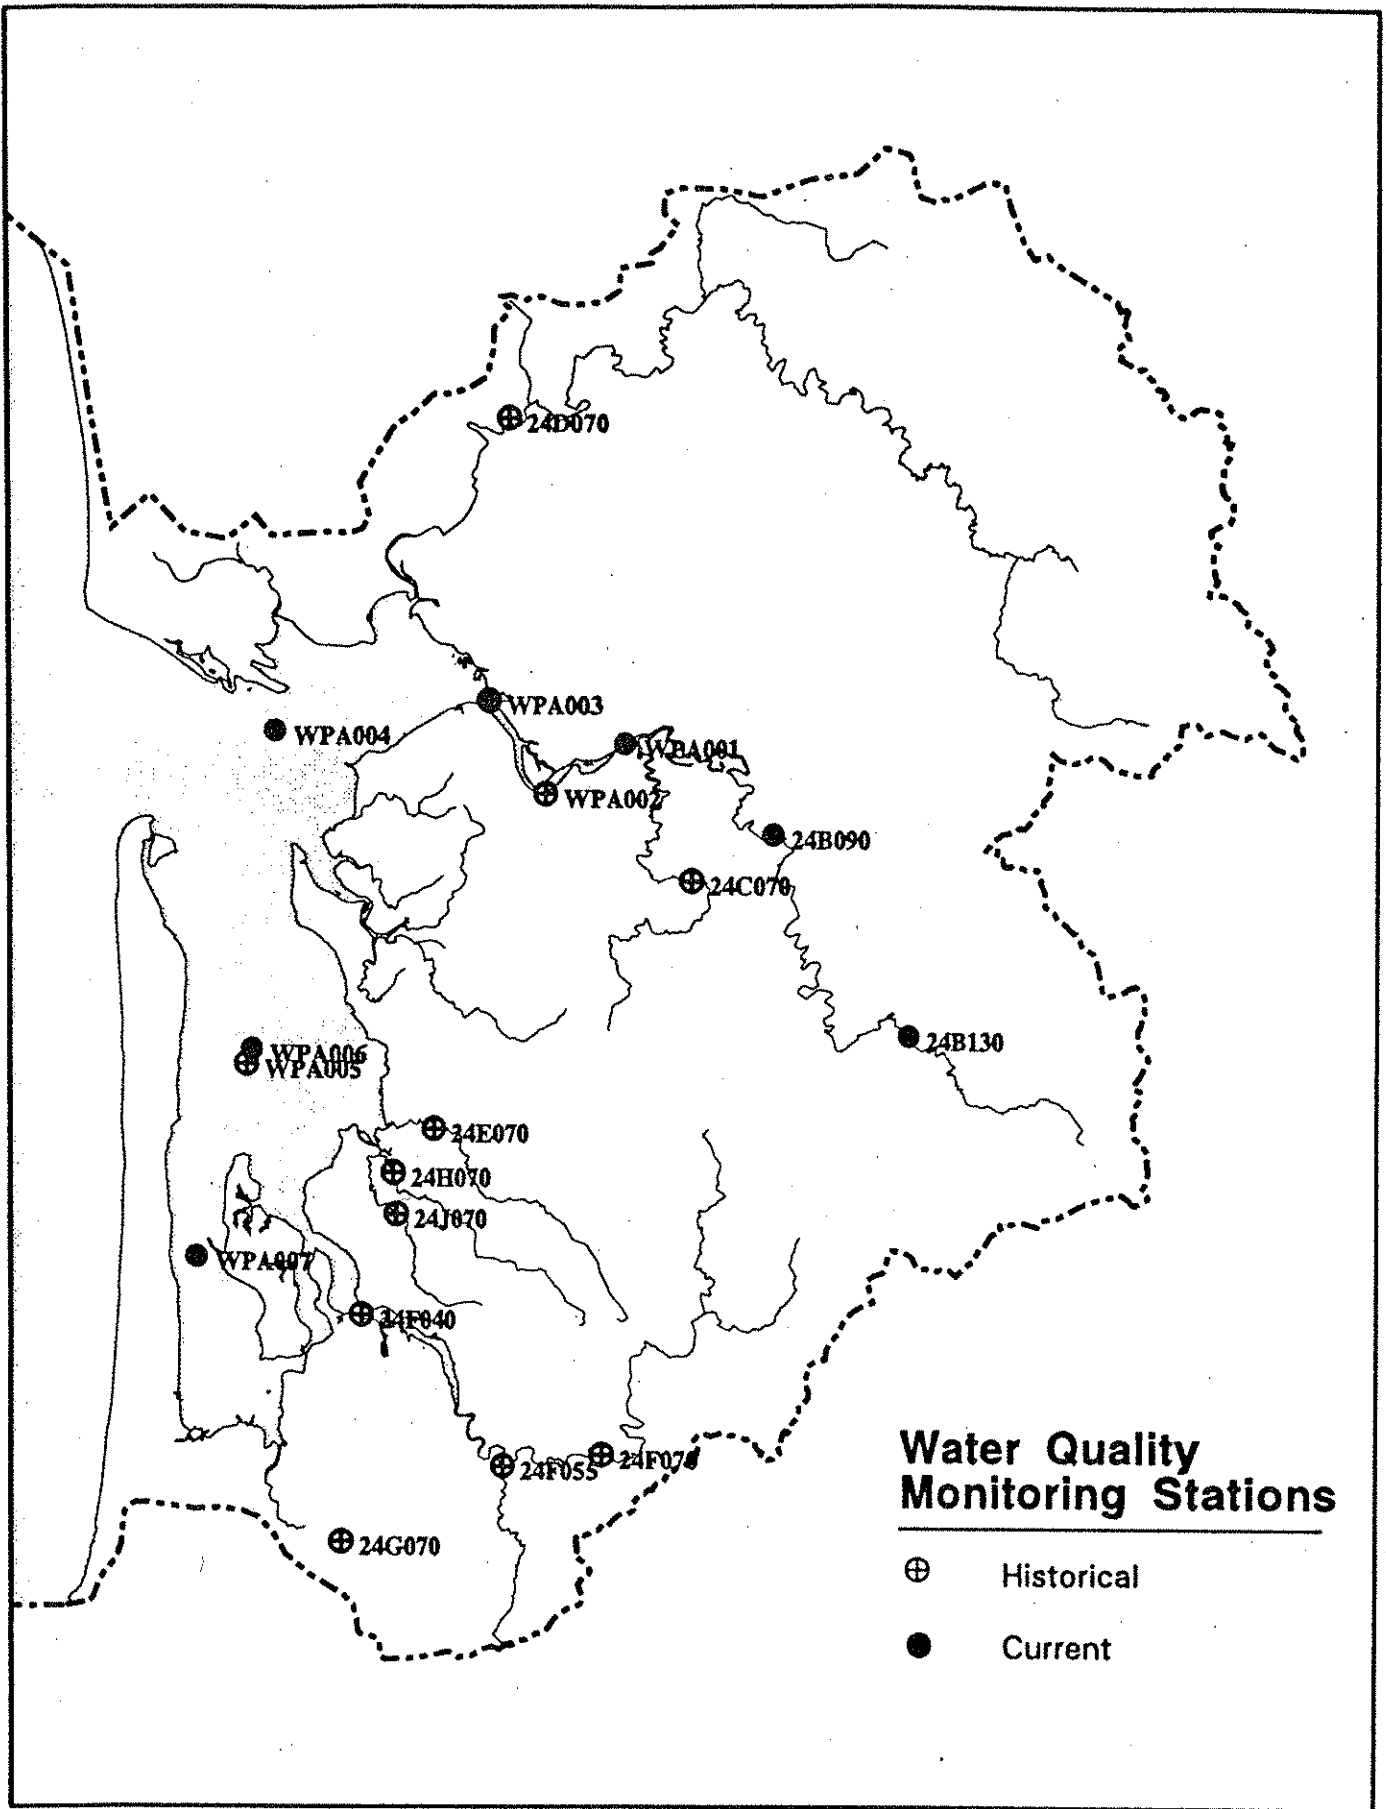 24D070
WPA003
WPA004
WPA001
WPA002
24B090
24C070
24B130
WPA006
WPA005
24E070
24H070
24J070
WPA007
24F040
24F055
24F070
24G070
Water Quality
Monitoring Stations
Historical
Current